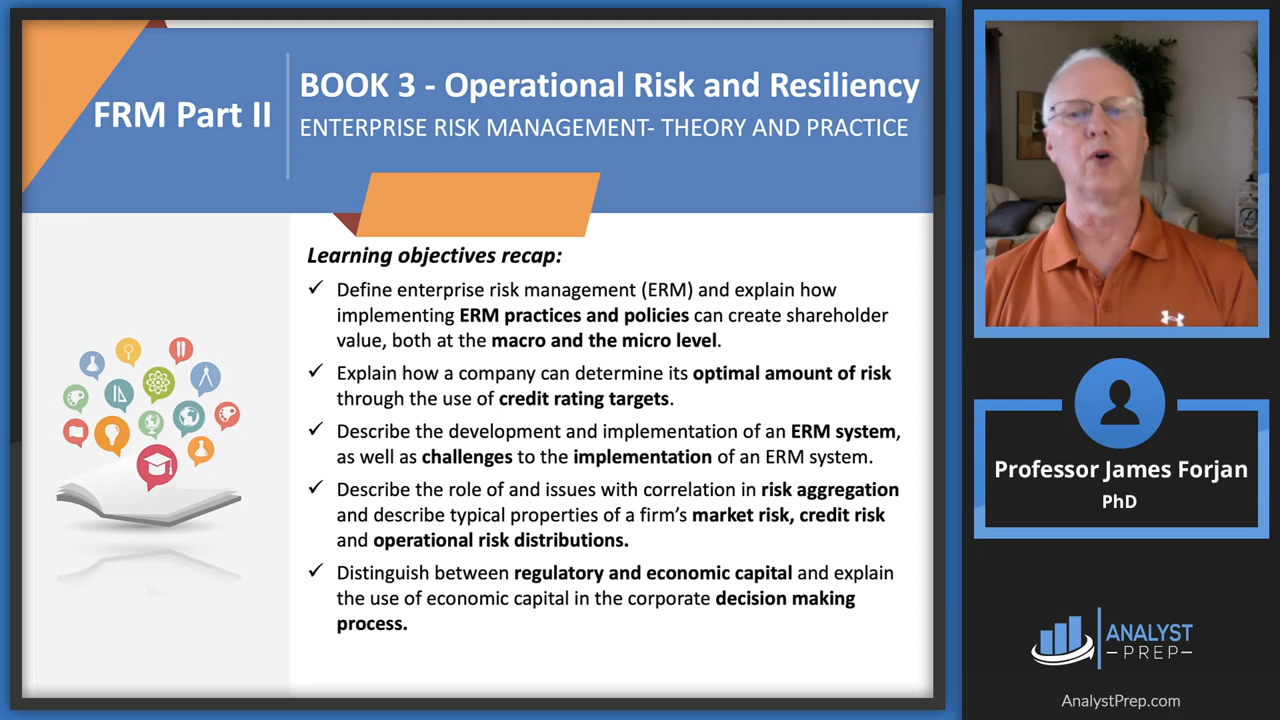 FRM Part II
BOOK 3 - Operational Risk and Resiliency
ENTERPRISE RISK MANAGEMENT- THEORY AND PRACTICE
Learning objectives recap:
✓ Define enterprise risk management (ERM) and explain how
implementing ERM practices and policies can create shareholder
value, both at the macro and the micro level.
✓ Explain how a company can determine its optimal amount of risk
through the use of credit rating targets.
✓ Describe the development and implementation of an ERM system,
as well as challenges to the implementation of an ERM system.
✓ Describe the role of and issues with correlation in risk aggregation
and describe typical properties of a firm's market risk, credit risk
and operational risk distributions.
✓ Distinguish between regulatory and economic capital and explain
the use of economic capital in the corporate decision making
process.
Professor James Forjan
PhD
ANALYST
PREP
AnalystPrep.com